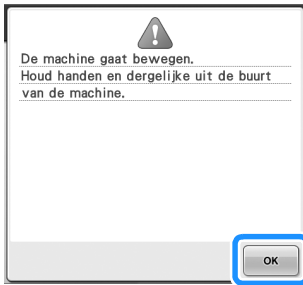 De machine gaat bewegen.
Houd handen en dergelijke uit de buurt
van de machine.
OK